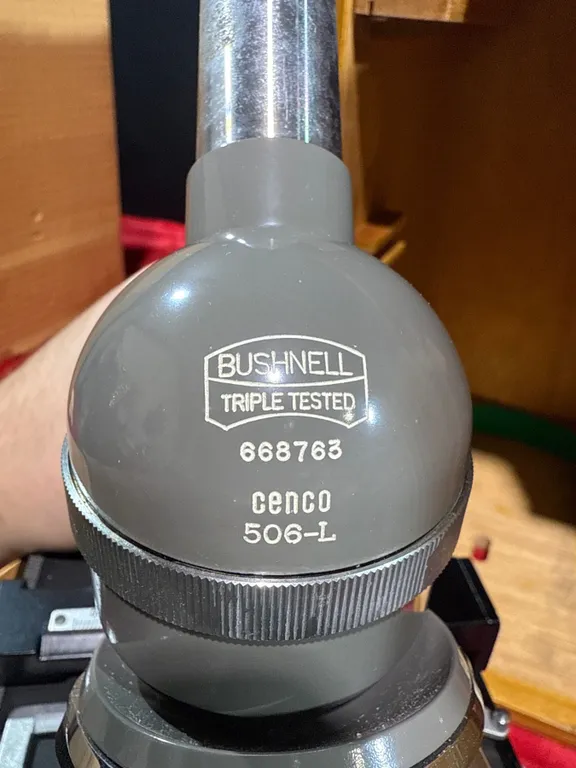 BUSHNELL
TRIPLE TESTED
668763
cenco
506-L